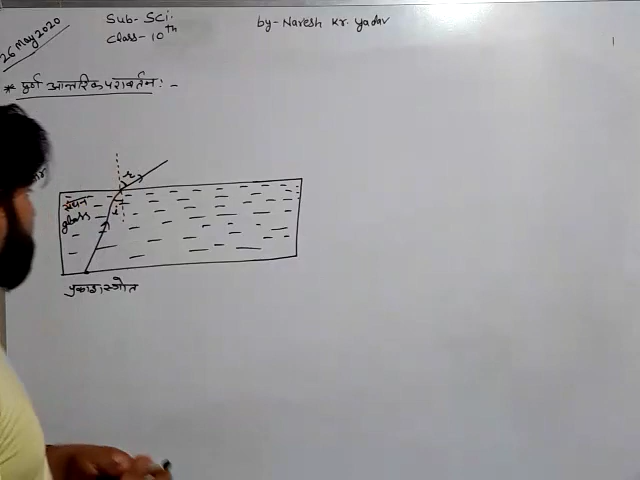 26 May 2020
Sub- Sci.
Class- 10th
by- Naresh Kr. Yadav
* पूर्ण आन्तरिक परावर्तन : -
r
i
सघन
glass
प्रकाश स्त्रोत